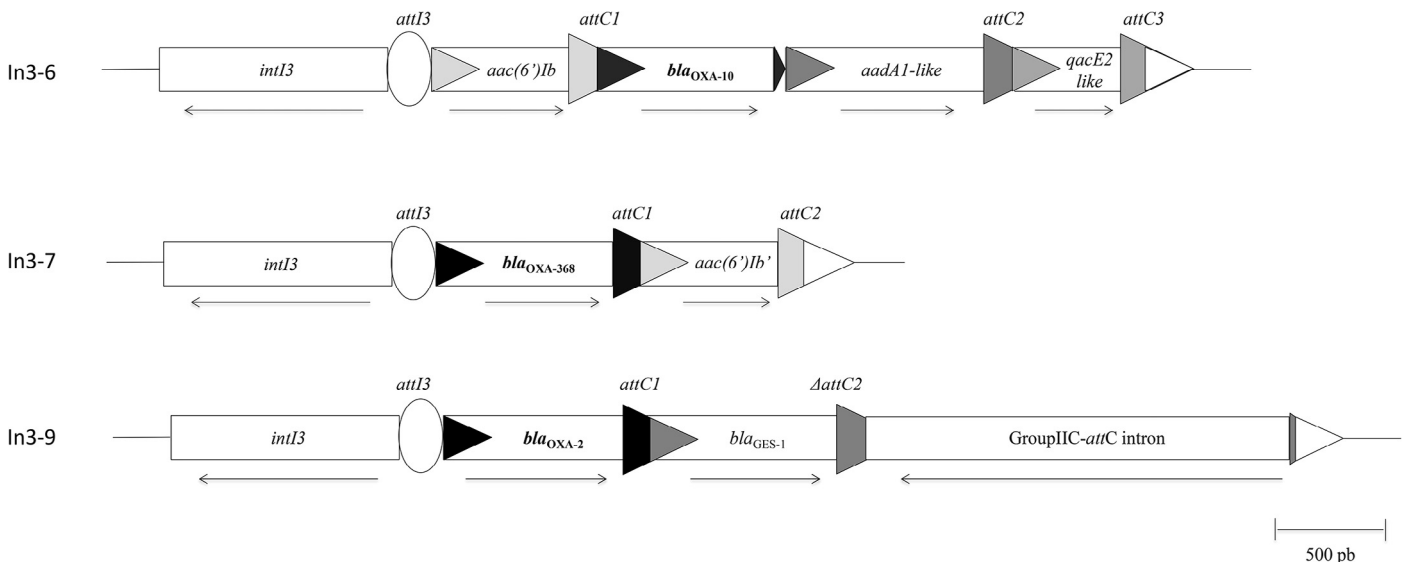 attI3 attC1 attC2 attC3
In3-6 intI3 aac(6’)Ib blaOXA-10 aadA1-like qacE2
like
attI3 attC1 attC2
In3-7 intI3 blaOXA-368 aac(6’)Ib’
attI3 attC1 ΔattC2
In3-9 intI3 blaOXA-2 blaGES-1 GroupIIC-attC intron
500 pb